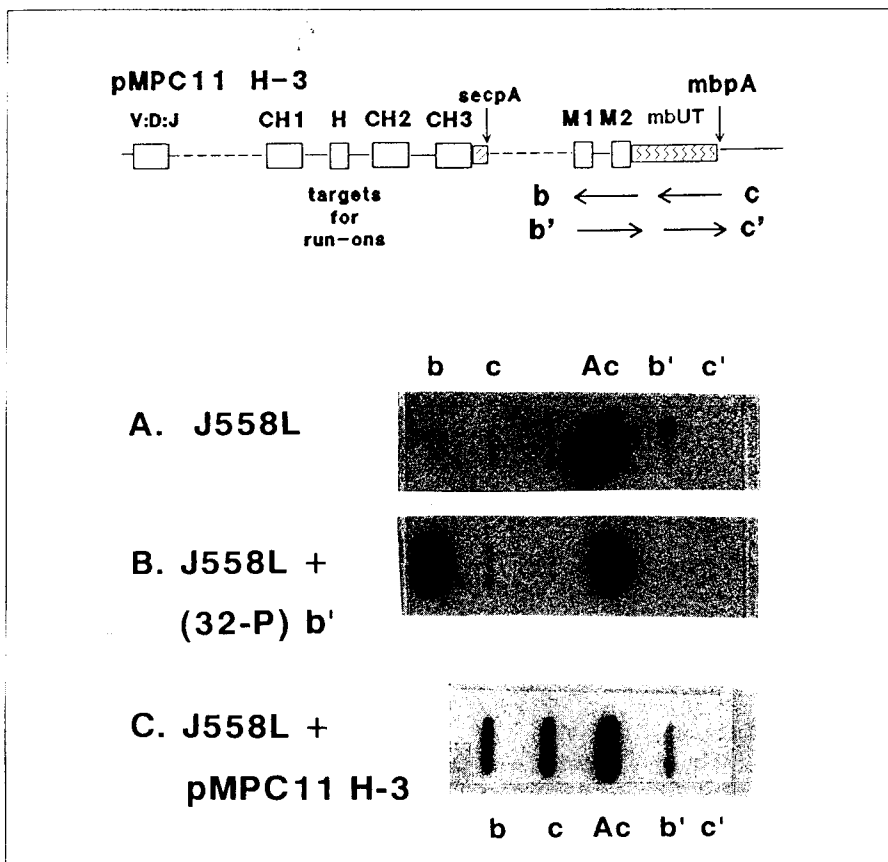 pMPC11 H-3
secpA
mbpA
V:D:J CH1 H CH2 CH3 M1 M2 mbUT
targets
for
run-ons
b c
b' c'
b c Ac b' c'
A. J558L
B. J558L +
(32-P) b'
C. J558L +
pMPC11 H-3
b c Ac b' c'